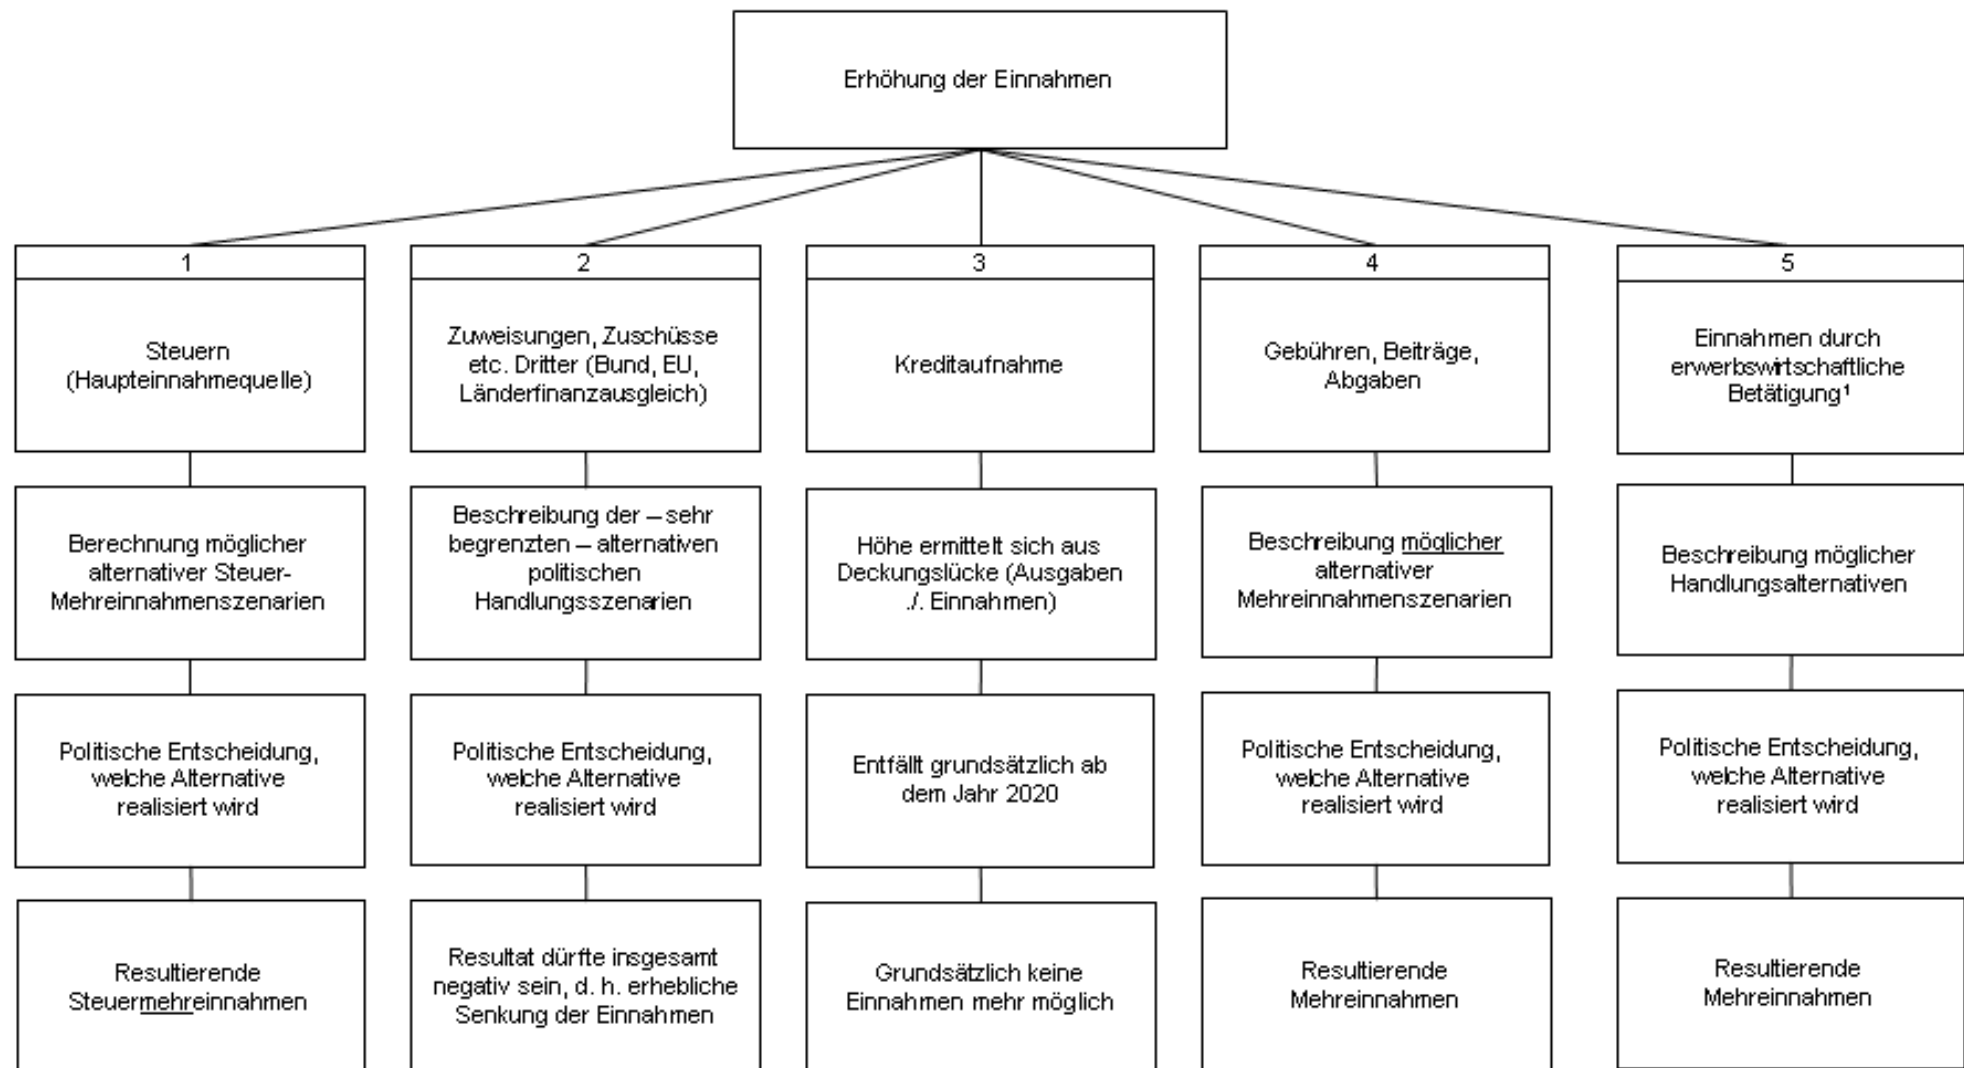 Erhöhung der Einnahmen
1
Steuern
(Haupteinnahmequelle)
Berechnung möglicher
alternativer Steuer-
Mehreinnahmenszenarien
Politische Entscheidung,
welche Alternative
realisiert wird
Resultierende
Steuermehreinnahmen
2
Zuweisungen, Zuschüsse
etc. Dritter (Bund, EU,
Länderfinanzausgleich)
Beschreibung der – sehr
begrenzten – alternativen
politischen
Handlungsszenarien
Politische Entscheidung,
welche Alternative
realisiert wird
Resultat dürfte insgesamt
negativ sein, d. h. erhebliche
Senkung der Einnahmen
3
Kreditaufnahme
Höhe ermittelt sich aus
Deckungslücke (Ausgaben
./. Einnahmen)
Entfällt grundsätzlich ab
dem Jahr 2020
Grundsätzlich keine
Einnahmen mehr möglich
4
Gebühren, Beiträge,
Abgaben
Beschreibung möglicher
alternativer
Mehreinnahmenszenarien
Politische Entscheidung,
welche Alternative
realisiert wird
Resultierende
Mehreinnahmen
5
Einnahmen durch
erwerbswirtschaftliche
Betätigung¹
Beschreibung möglicher
Handlungsalternativen
Politische Entscheidung,
welche Alternative
realisiert wird
Resultierende
Mehreinnahmen